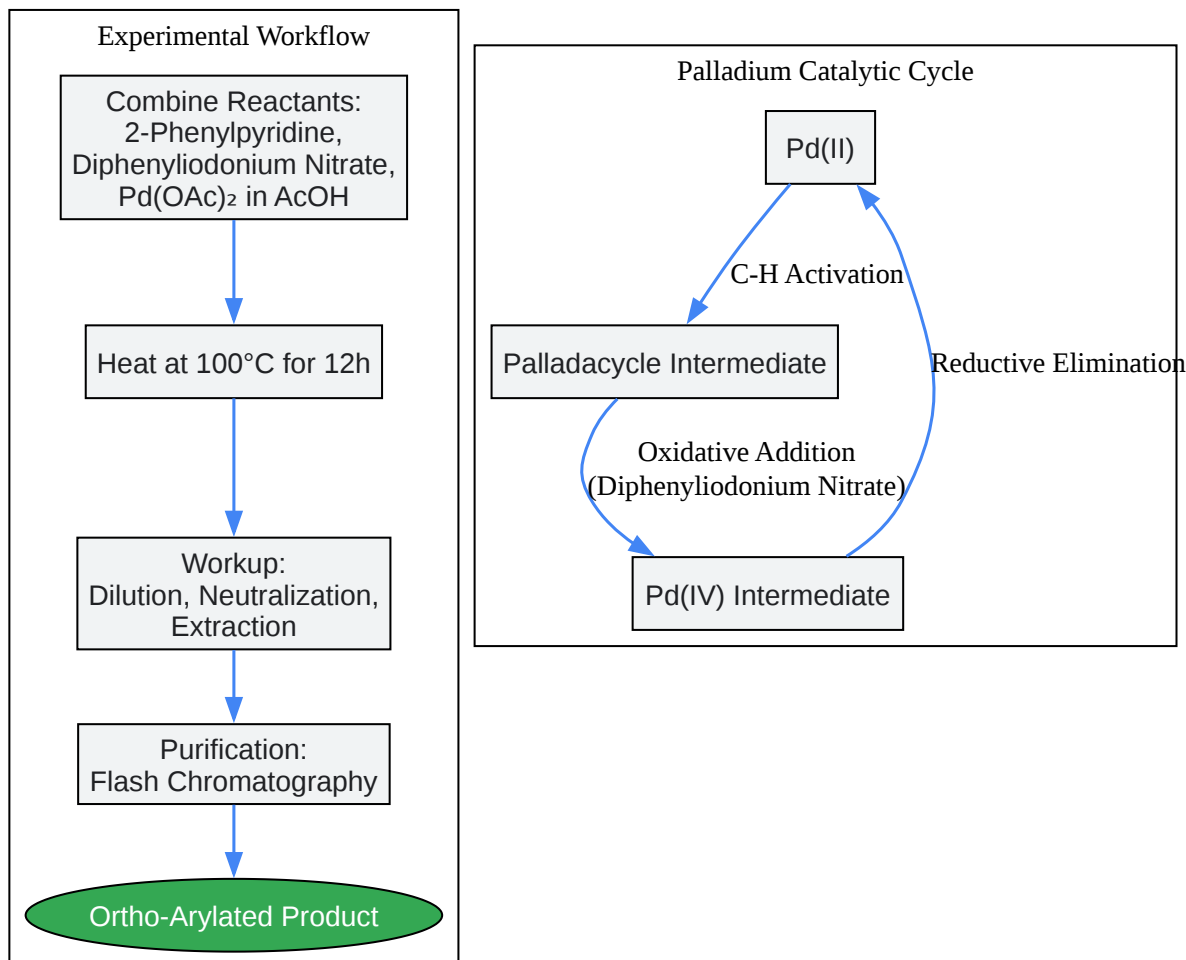 Experimental Workflow
Combine Reactants:
2-Phenylpyridine,
Diphenyliodonium Nitrate,
Pd(OAc)₂ in AcOH
Heat at 100°C for 12h
Workup:
Dilution, Neutralization,
Extraction
Purification:
Flash Chromatography
Ortho-Arylated Product
Palladium Catalytic Cycle
Pd(II)
C-H Activation
Palladacycle Intermediate
Reductive Elimination
Oxidative Addition
(Diphenyliodonium Nitrate)
Pd(IV) Intermediate